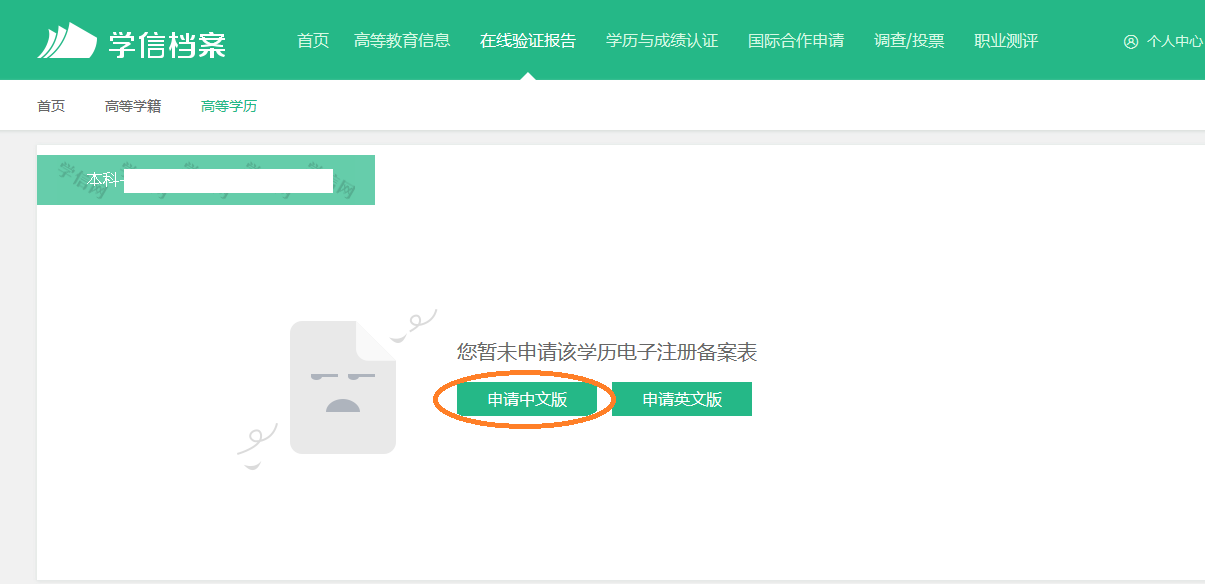 学信档案
首页 高等教育信息 在线验证报告 学历与成绩认证 国际合作申请 调查/投票 职业测评 个人中心
首页 高等学籍 高等学历
本科-
学信网
您暂未申请该学历电子注册备案表
申请中文版 申请英文版